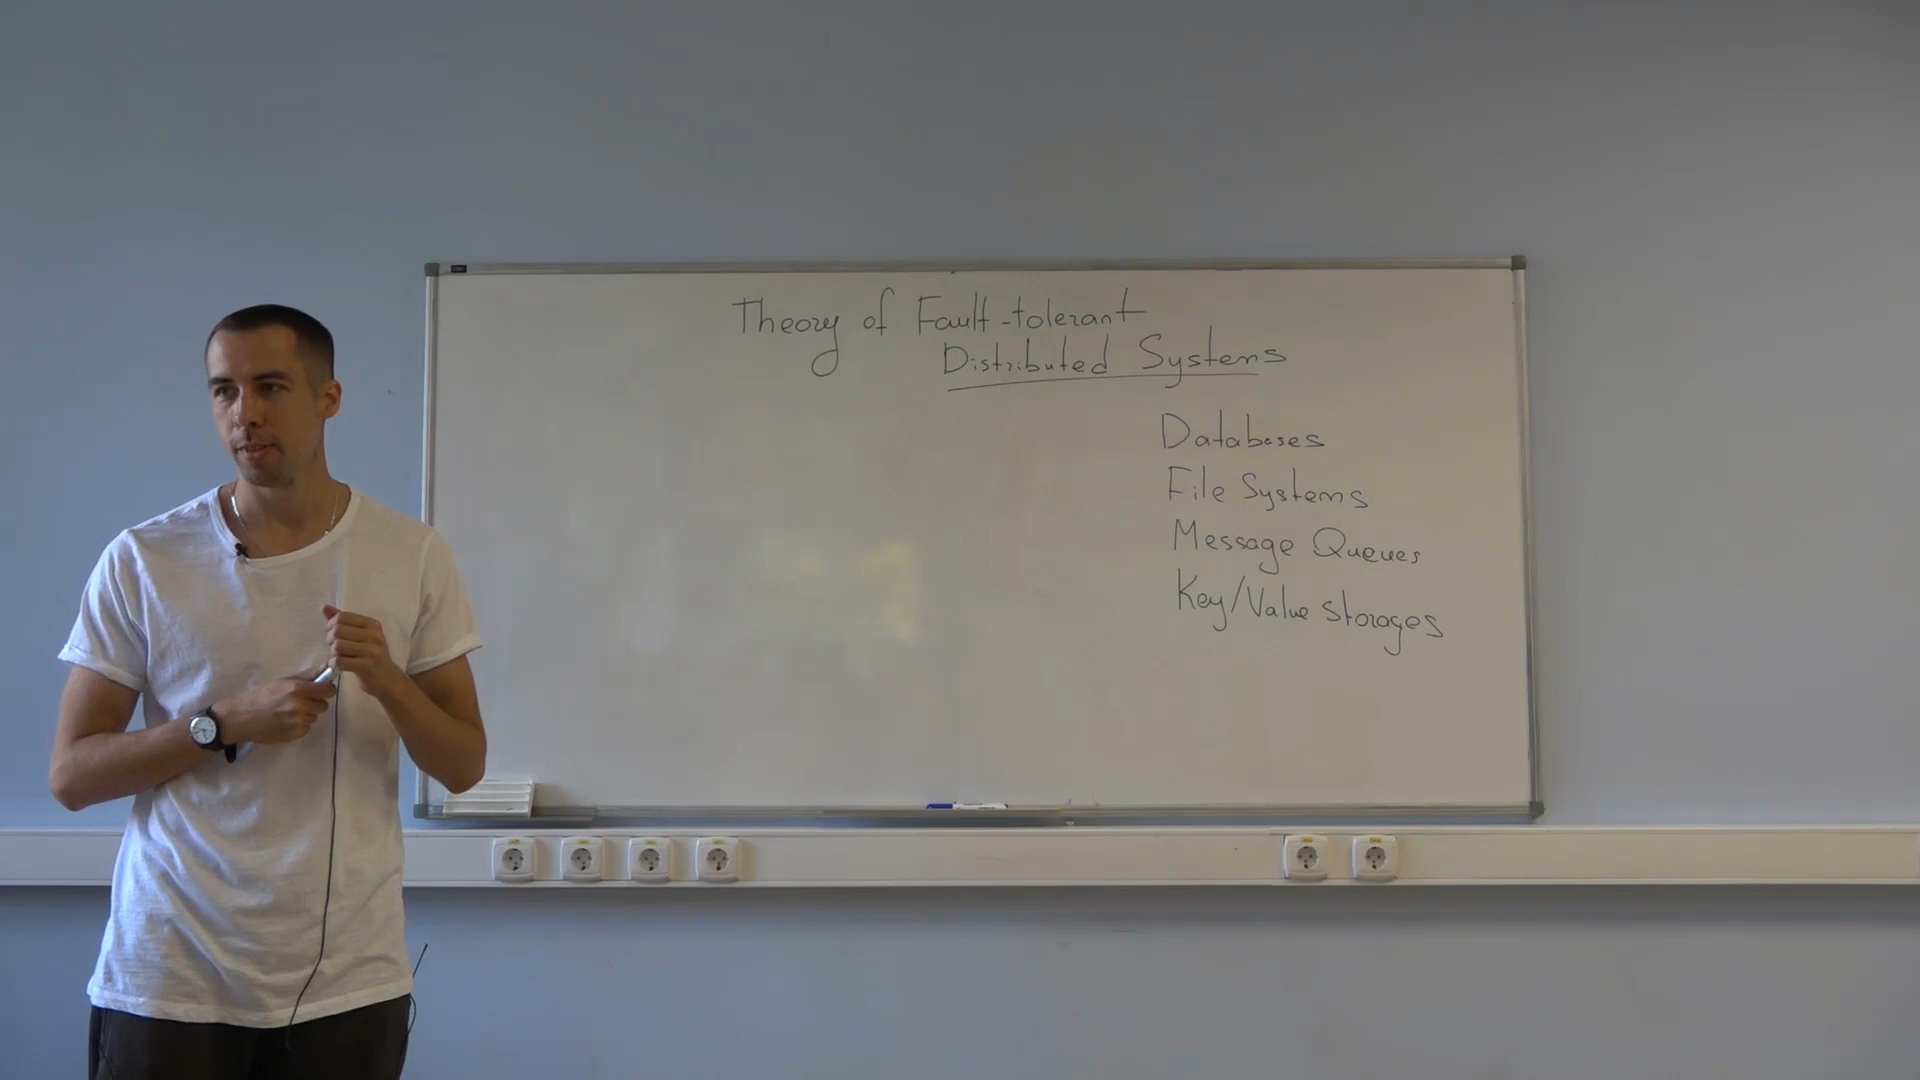 Theory of Fault-tolerant
Distributed Systems
Databases
File Systems
Message Queues
Key/Value storages